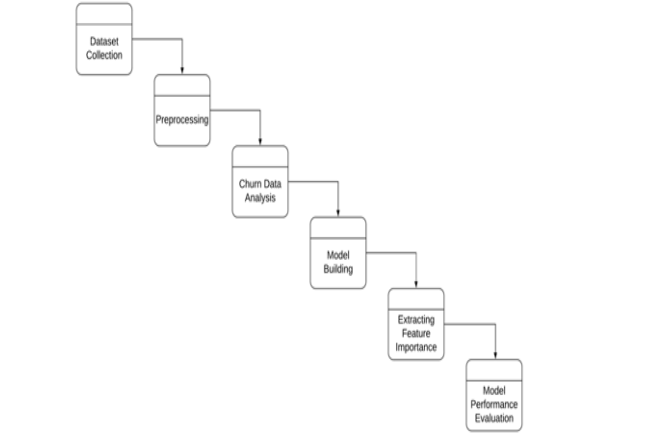 Dataset
Collection
Preprocessing
Churn Data
Analysis
Model
Building
Extracting
Feature
Importance
Model
Performance
Evaluation